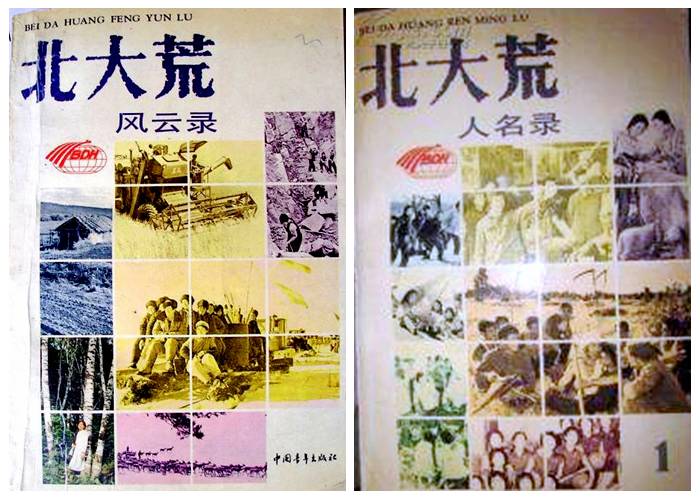 BEI DA HUANG FENG YUN LU
北大荒
风云录
BDH
中国青年出版社
BEI DA HUANG REN MING LU
北大荒
人名录
BDH
1